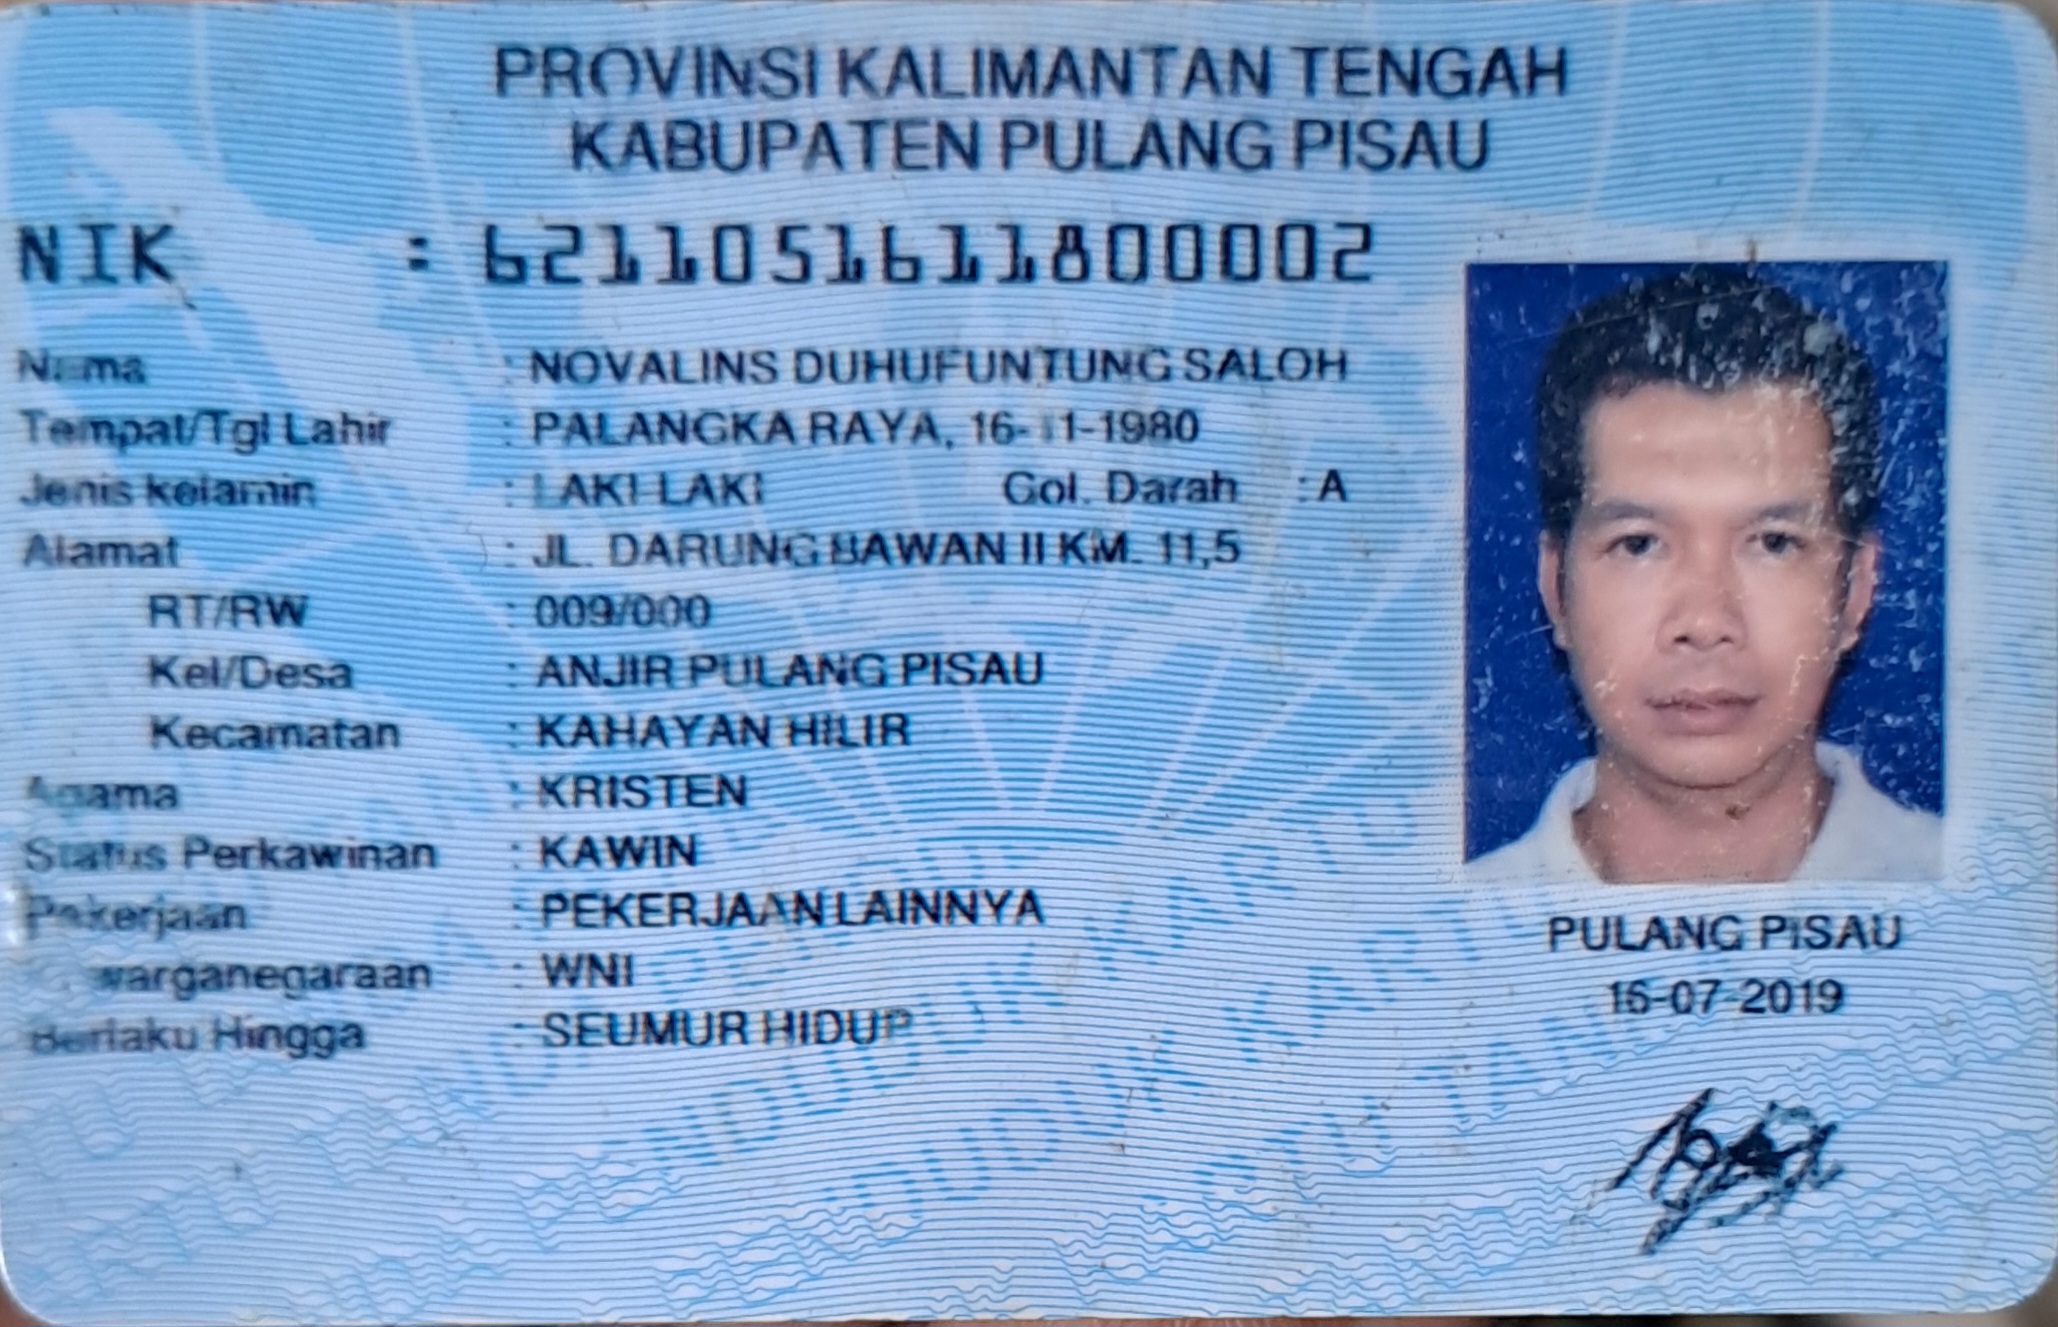 PROVINSI KALIMANTAN TENGAH
KABUPATEN PULANG PISAU
NIK : 6211051611800002
Nama : NOVALINS DUHUFUNTUNG SALOH
Tempat/Tgl Lahir : PALANGKA RAYA, 16-11-1980
Jenis kelamin : LAKI-LAKI Gol. Darah : A
Alamat : JL. DARUNG BAWAN II KM. 11,5
RT/RW : 009/000
Kel/Desa : ANJIR PULANG PISAU
Kecamatan : KAHAYAN HILIR
Agama : KRISTEN
Status Perkawinan : KAWIN
Pekerjaan : PEKERJAAN LAINNYA
Kewarganegaraan : WNI
Berlaku Hingga : SEUMUR HIDUP
PULANG PISAU
16-07-2019